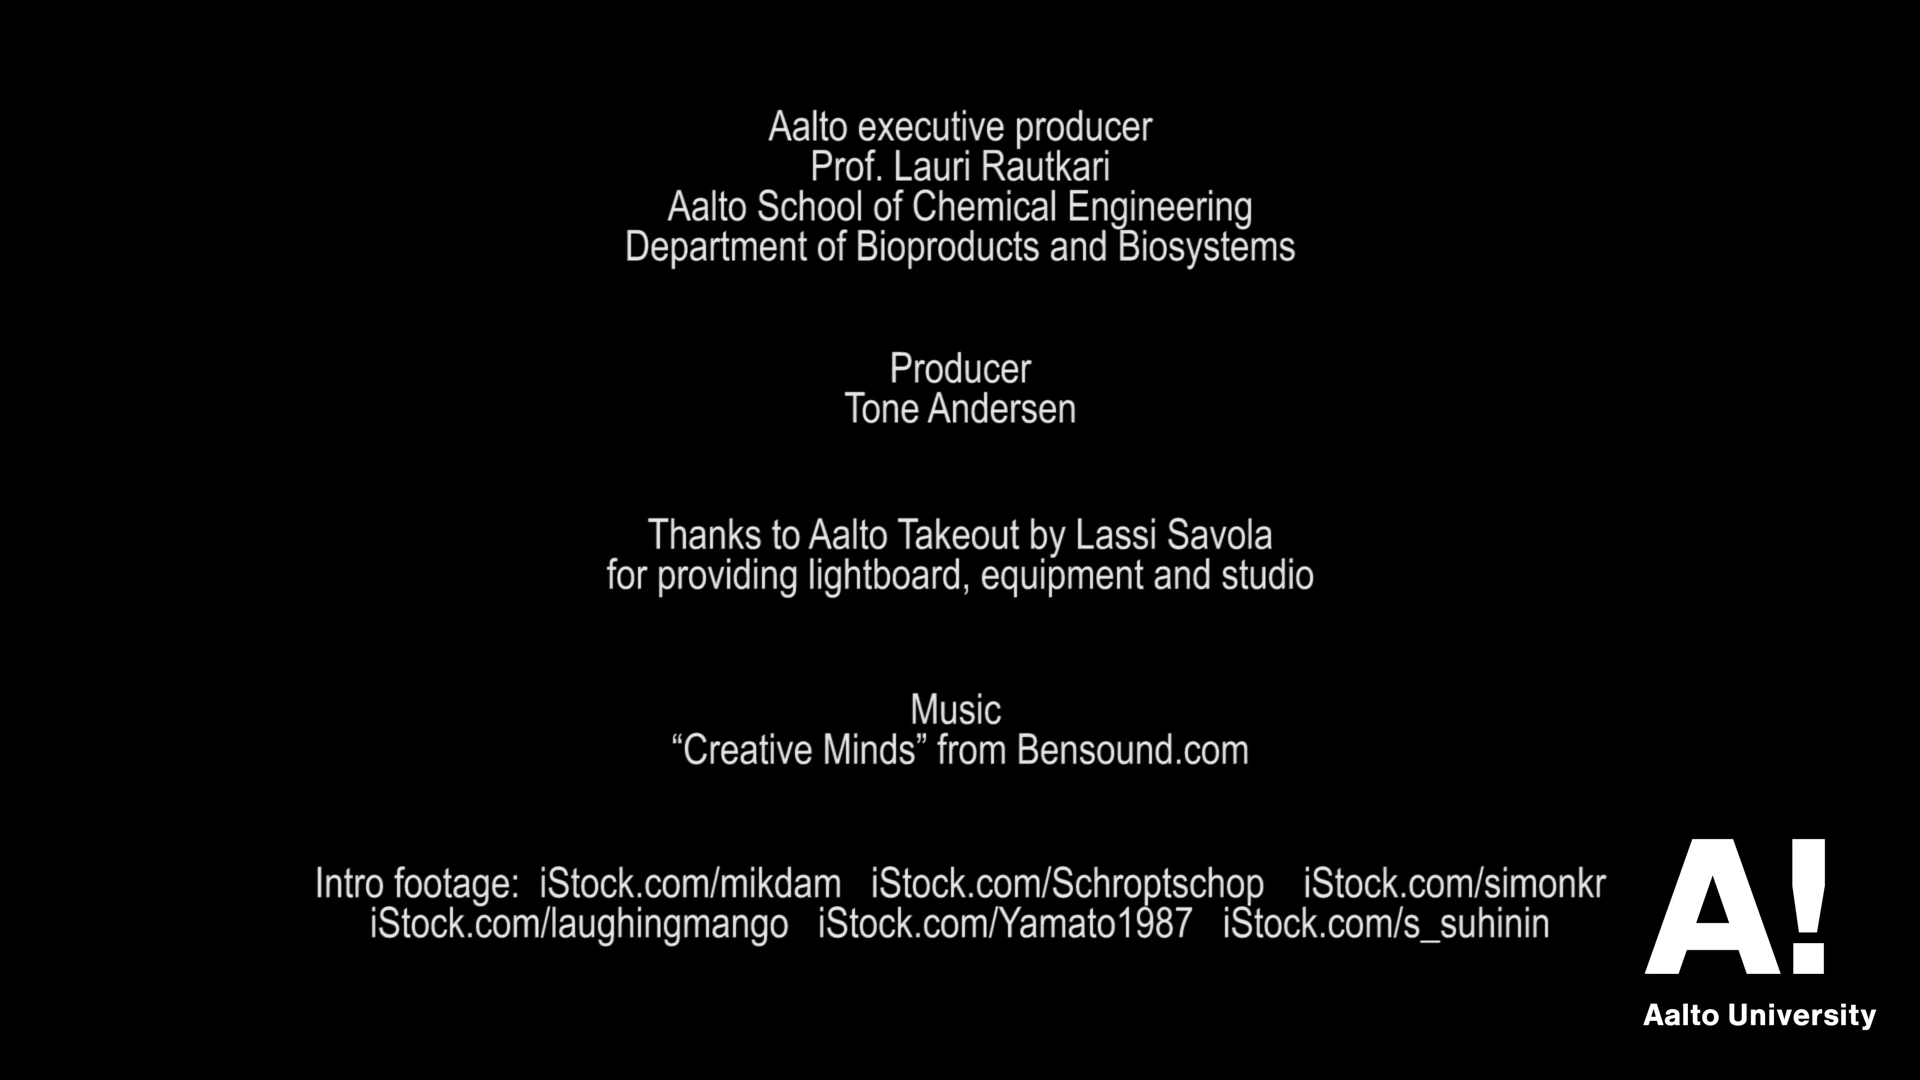 Aalto executive producer
Prof. Lauri Rautkari
Aalto School of Chemical Engineering
Department of Bioproducts and Biosystems
Producer
Tone Andersen
Thanks to Aalto Takeout by Lassi Savola
for providing lightboard, equipment and studio
Music
“Creative Minds” from Bensound.com
Intro footage: iStock.com/mikdam iStock.com/Schroptschop iStock.com/simonkr
iStock.com/laughingmango iStock.com/Yamato1987 iStock.com/s_suhinin
A!
Aalto University